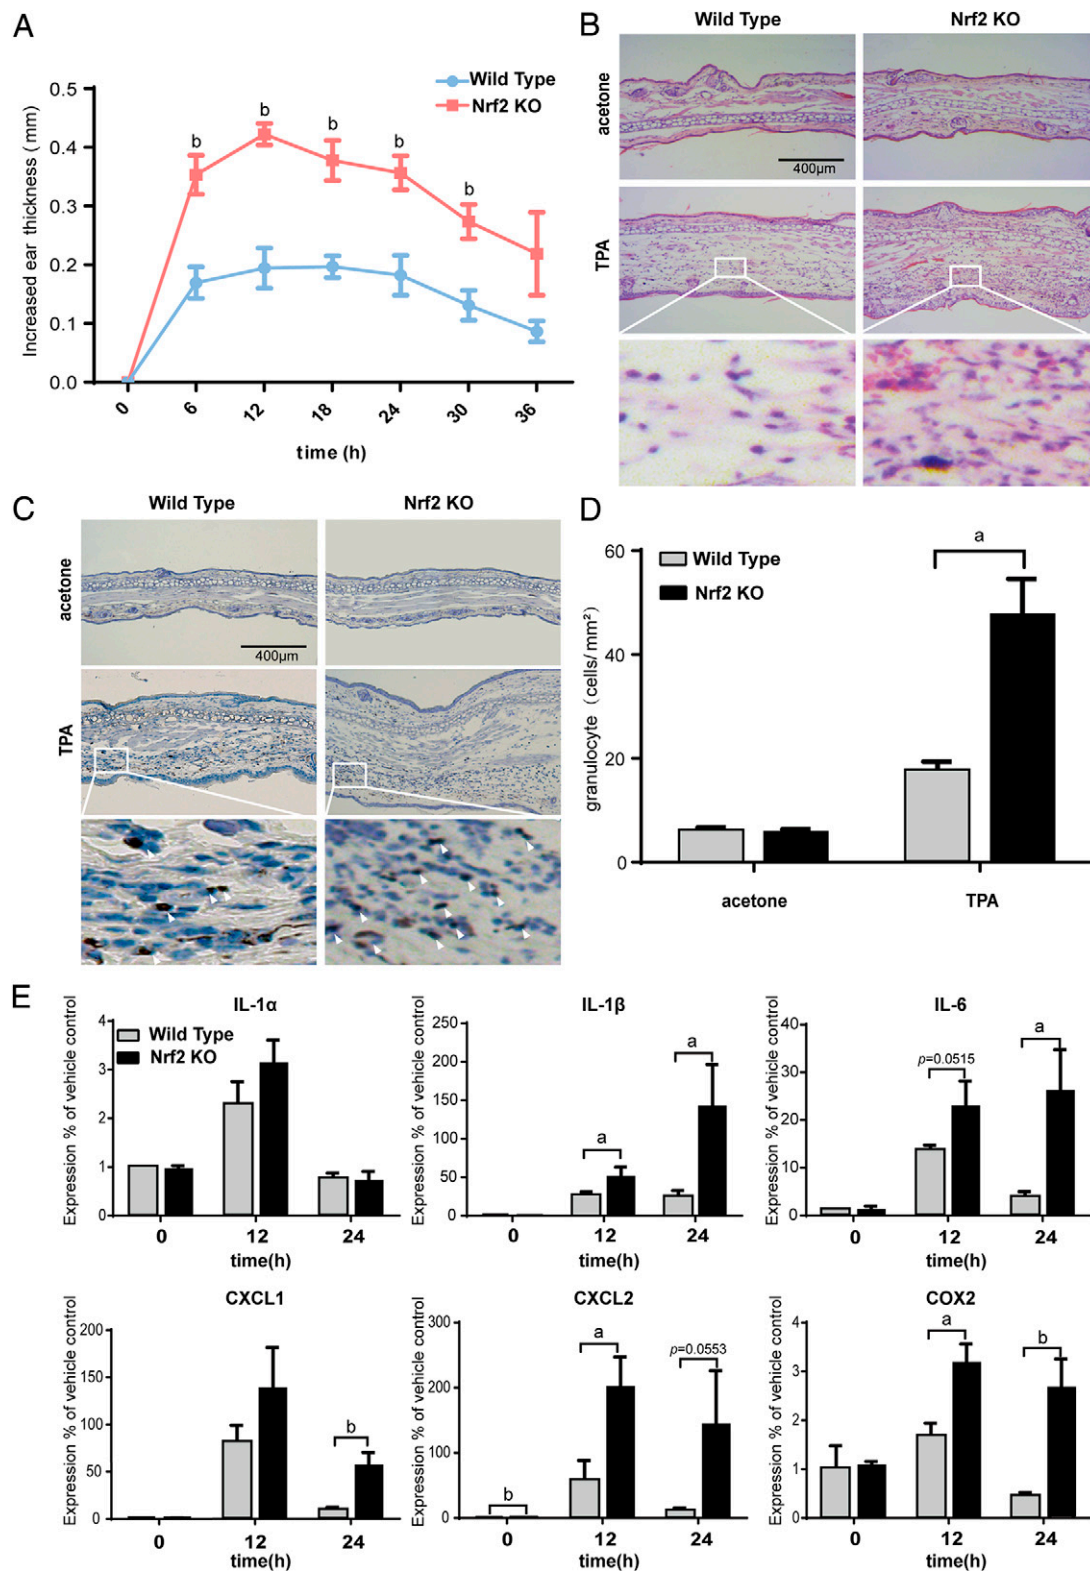 A
Wild Type
Nrf2 KO
Increased ear thickness (mm)
0.5
0.4
0.3
0.2
0.1
0.0
b
b
b
b
b
0
6
12
18
24
30
36
time (h)
B
Wild Type
Nrf2 KO
acetone
400µm
TPA
C
Wild Type
Nrf2 KO
acetone
400µm
TPA
D
Wild Type
Nrf2 KO
granulocyte (cells/mm²)
60
40
20
0
a
acetone
TPA
E
IL-1α
Wild Type
Nrf2 KO
Expression % of vehicle control
4
3
2
1
0
0
12
24
time(h)
IL-1β
Expression % of vehicle control
250
200
150
100
50
0
a
a
0
12
24
time(h)
IL-6
Expression % of vehicle control
40
30
20
10
0
p=0.0515
a
0
12
24
time(h)
CXCL1
Expression % of vehicle control
200
150
100
50
0
b
0
12
24
time(h)
CXCL2
Expression % of vehicle control
300
200
100
0
b
a
p=0.0553
0
12
24
time(h)
COX2
Expression % of vehicle control
4
3
2
1
0
a
b
0
12
24
time(h)